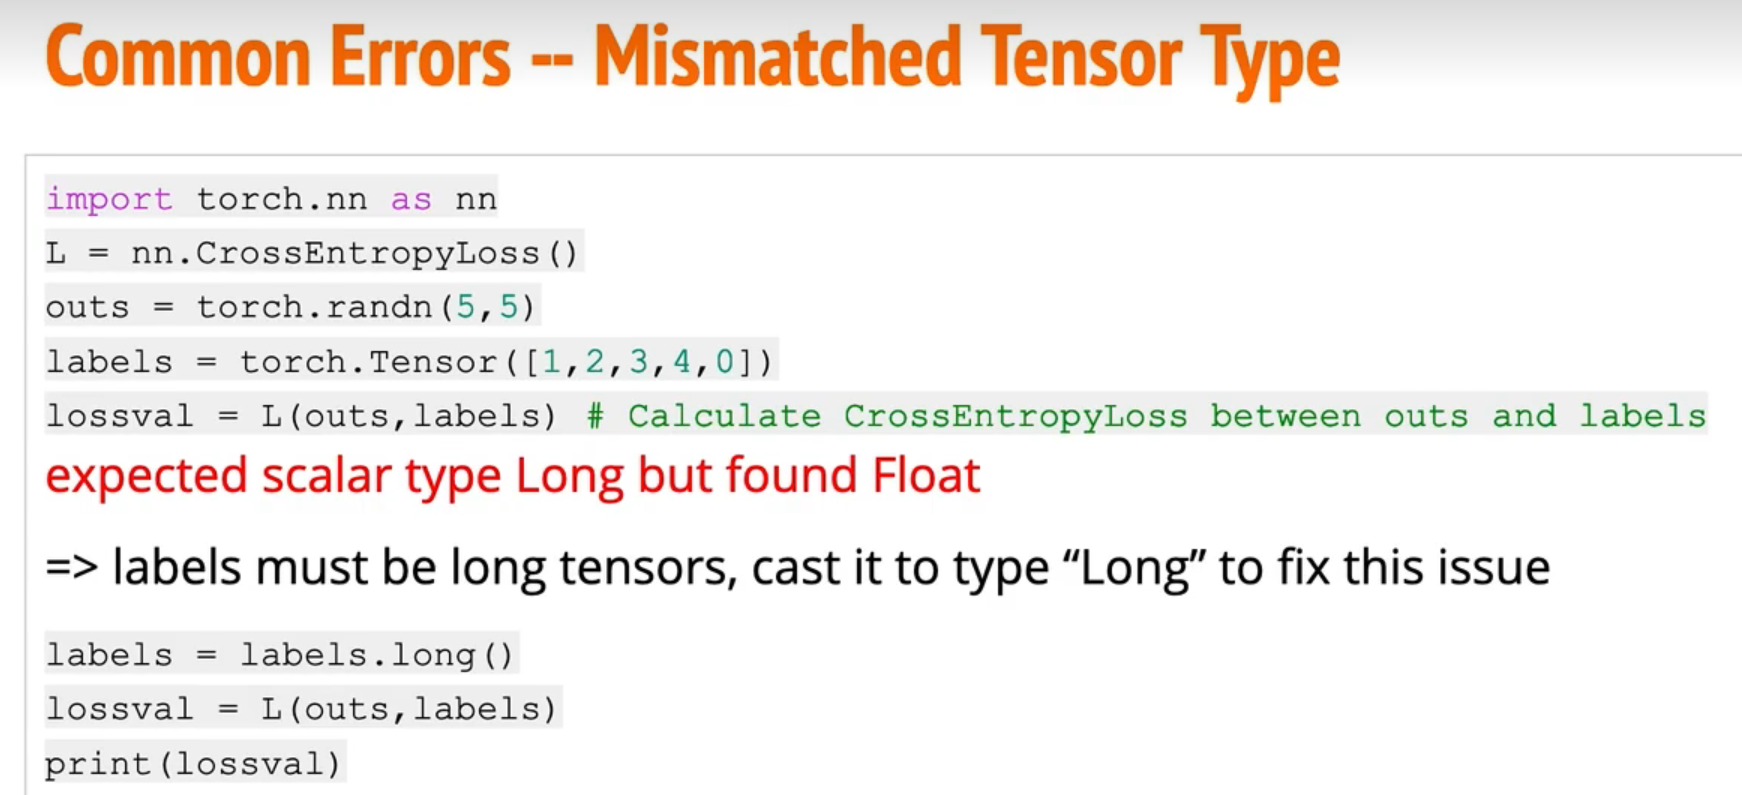 Common Errors -- Mismatched Tensor Type
import torch.nn as nn
L = nn.CrossEntropyLoss()
outs = torch.randn(5,5)
labels = torch.Tensor([1,2,3,4,0])
lossval = L(outs,labels) # Calculate CrossEntropyLoss between outs and labels
expected scalar type Long but found Float
=> labels must be long tensors, cast it to type “Long” to fix this issue
labels = labels.long()
lossval = L(outs,labels)
print(lossval)